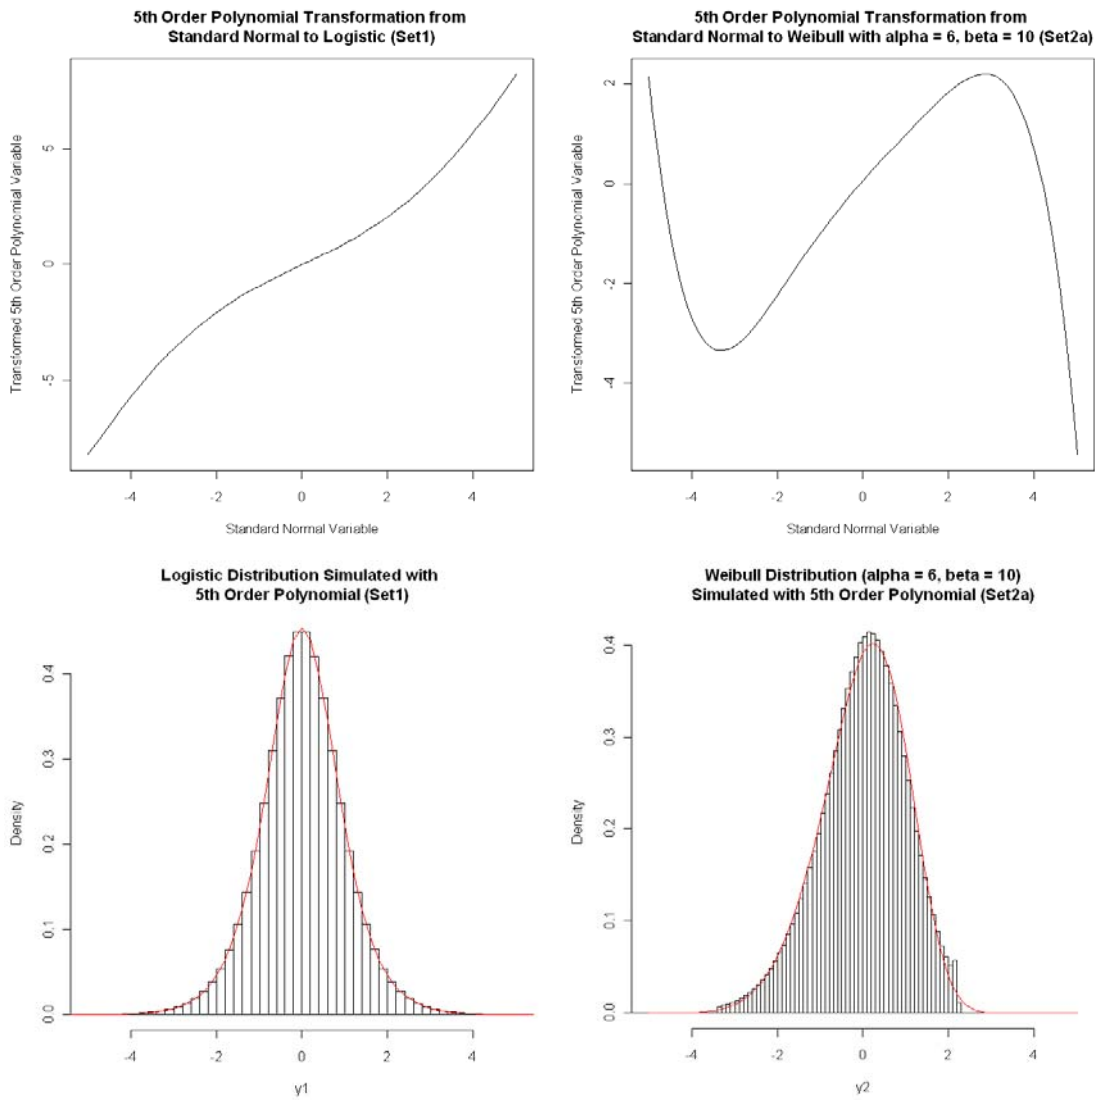 5th Order Polynomial Transformation from
Standard Normal to Logistic (Set1)
Transformed 5th Order Polynomial Variable
5
0
-5
-4 -2 0 2 4
Standard Normal Variable
5th Order Polynomial Transformation from
Standard Normal to Weibull with alpha = 6, beta = 10 (Set2a)
Transformed 5th Order Polynomial Variable
2
0
-2
-4
-4 -2 0 2 4
Standard Normal Variable
Logistic Distribution Simulated with
5th Order Polynomial (Set1)
Density
0.4
0.3
0.2
0.1
0.0
-4 -2 0 2 4
y1
Weibull Distribution (alpha = 6, beta = 10)
Simulated with 5th Order Polynomial (Set2a)
Density
0.4
0.3
0.2
0.1
0.0
-4 -2 0 2 4
y2